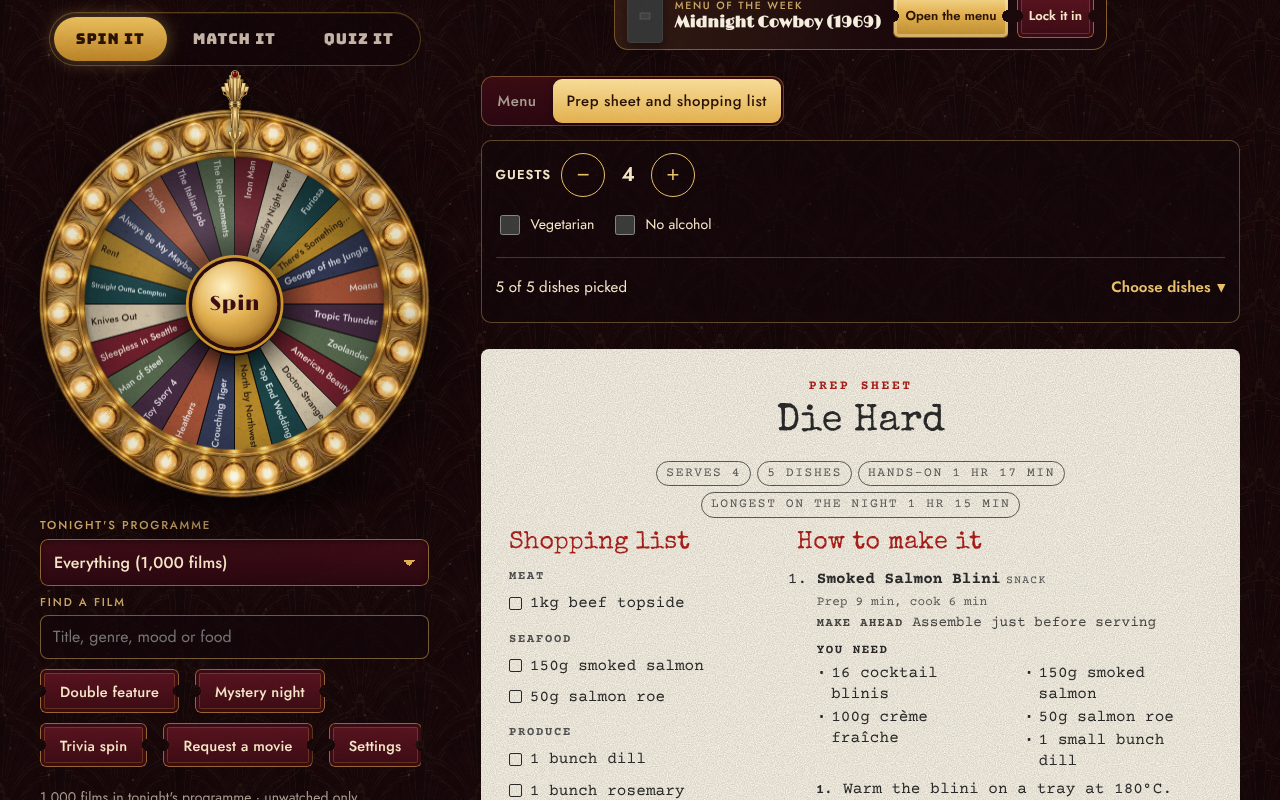 SPIN IT
MATCH IT
QUIZ IT
Iron Man
Saturday Night Fever
Furiosa
There's Something...
George of the Jungle
Moana
Tropic Thunder
Zoolander
American Beauty
Doctor Strange
Top End Wedding
North by Northwest
Crouching Tiger
Heathers
Toy Story 4
Man of Steel
Sleepless in Seattle
Knives Out
Straight Outta Compton
Rent
Always Be My Maybe
Psycho
The Italian Job
The Replacements
Spin
TONIGHT'S PROGRAMME
Everything (1,000 films)
FIND A FILM
Title, genre, mood or food
Double feature
Mystery night
Trivia spin
Request a movie
Settings
1,000 films in tonight's programme · unwatched only
MENU OF THE WEEK
Midnight Cowboy (1969)
Open the menu
Lock it in
Menu
Prep sheet and shopping list
GUESTS − 4 +
Vegetarian
No alcohol
5 of 5 dishes picked
Choose dishes ▾
PREP SHEET
Die Hard
SERVES 4
5 DISHES
HANDS-ON 1 HR 17 MIN
LONGEST ON THE NIGHT 1 HR 15 MIN
Shopping list
MEAT
1kg beef topside
SEAFOOD
150g smoked salmon
50g salmon roe
PRODUCE
1 bunch dill
1 bunch rosemary
How to make it
1. Smoked Salmon Blini SNACK
Prep 9 min, cook 6 min
MAKE AHEAD Assemble just before serving
YOU NEED
· 16 cocktail
blinis
· 100g crème
fraîche
· 150g smoked
salmon
· 50g salmon roe
· 1 small bunch
dill
1. Warm the blini on a tray at 180°C.